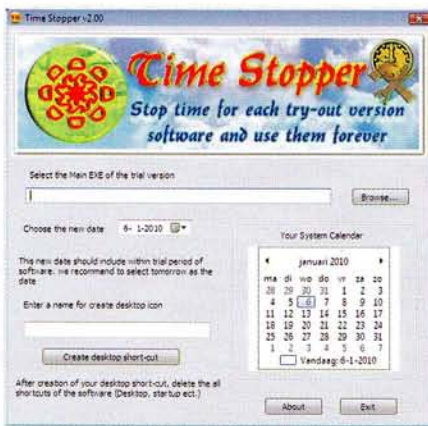 Time Stopper v2.00
Time Stopper
Stop time for each try-out version
software and use them forever
Select the Main EXE of the trial version
Browse...
Choose the new date
6- 1-2010
This new date should include within trial period of
software. we recommend to select tomorrow as the
date
Enter a name for create desktop icon
Create desktop short-cut
After creation of your desktop short-cut, delete the all
shortcuts of the software (Desktop, startup ect.)
Your System Calendar
januari 2010
ma di wo do vr za zo
28 29 30 31 1 2 3
4 5 6 7 8 9 10
11 12 13 14 15 16 17
18 19 20 21 22 23 24
25 26 27 28 29 30 31
1 2 3 4 5 6 7
Vandaag: 6-1-2010
About
Exit